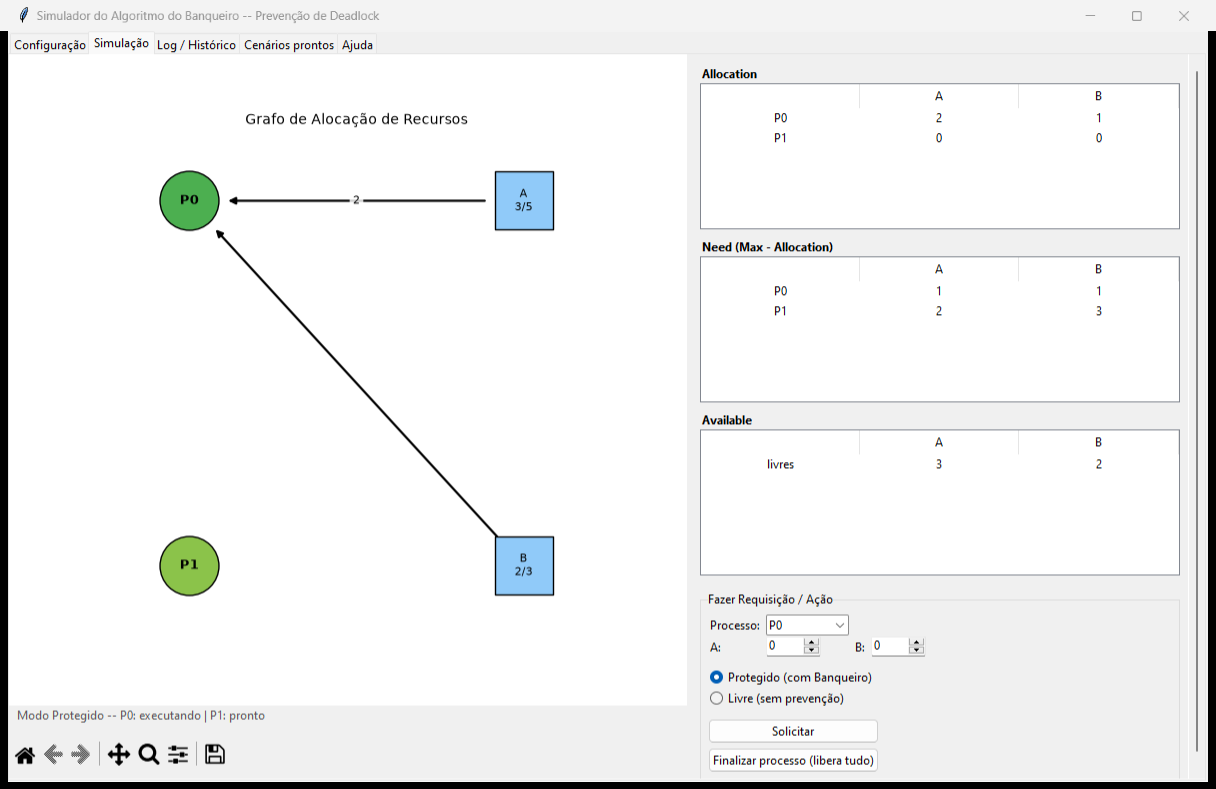 Simulador do Algoritmo do Banqueiro -- Prevenção de Deadlock
Configuração Simulação Log / Histórico Cenários prontos Ajuda
Grafo de Alocação de Recursos
P0
2
A
3/5
P1
B
2/3
Modo Protegido -- P0: executando | P1: pronto
Allocation
A B
P0 2 1
P1 0 0
Need (Max - Allocation)
A B
P0 1 1
P1 2 3
Available
A B
livres 3 2
Fazer Requisição / Ação
Processo: P0
A: 0 B: 0
Protegido (com Banqueiro)
Livre (sem prevenção)
Solicitar
Finalizar processo (libera tudo)